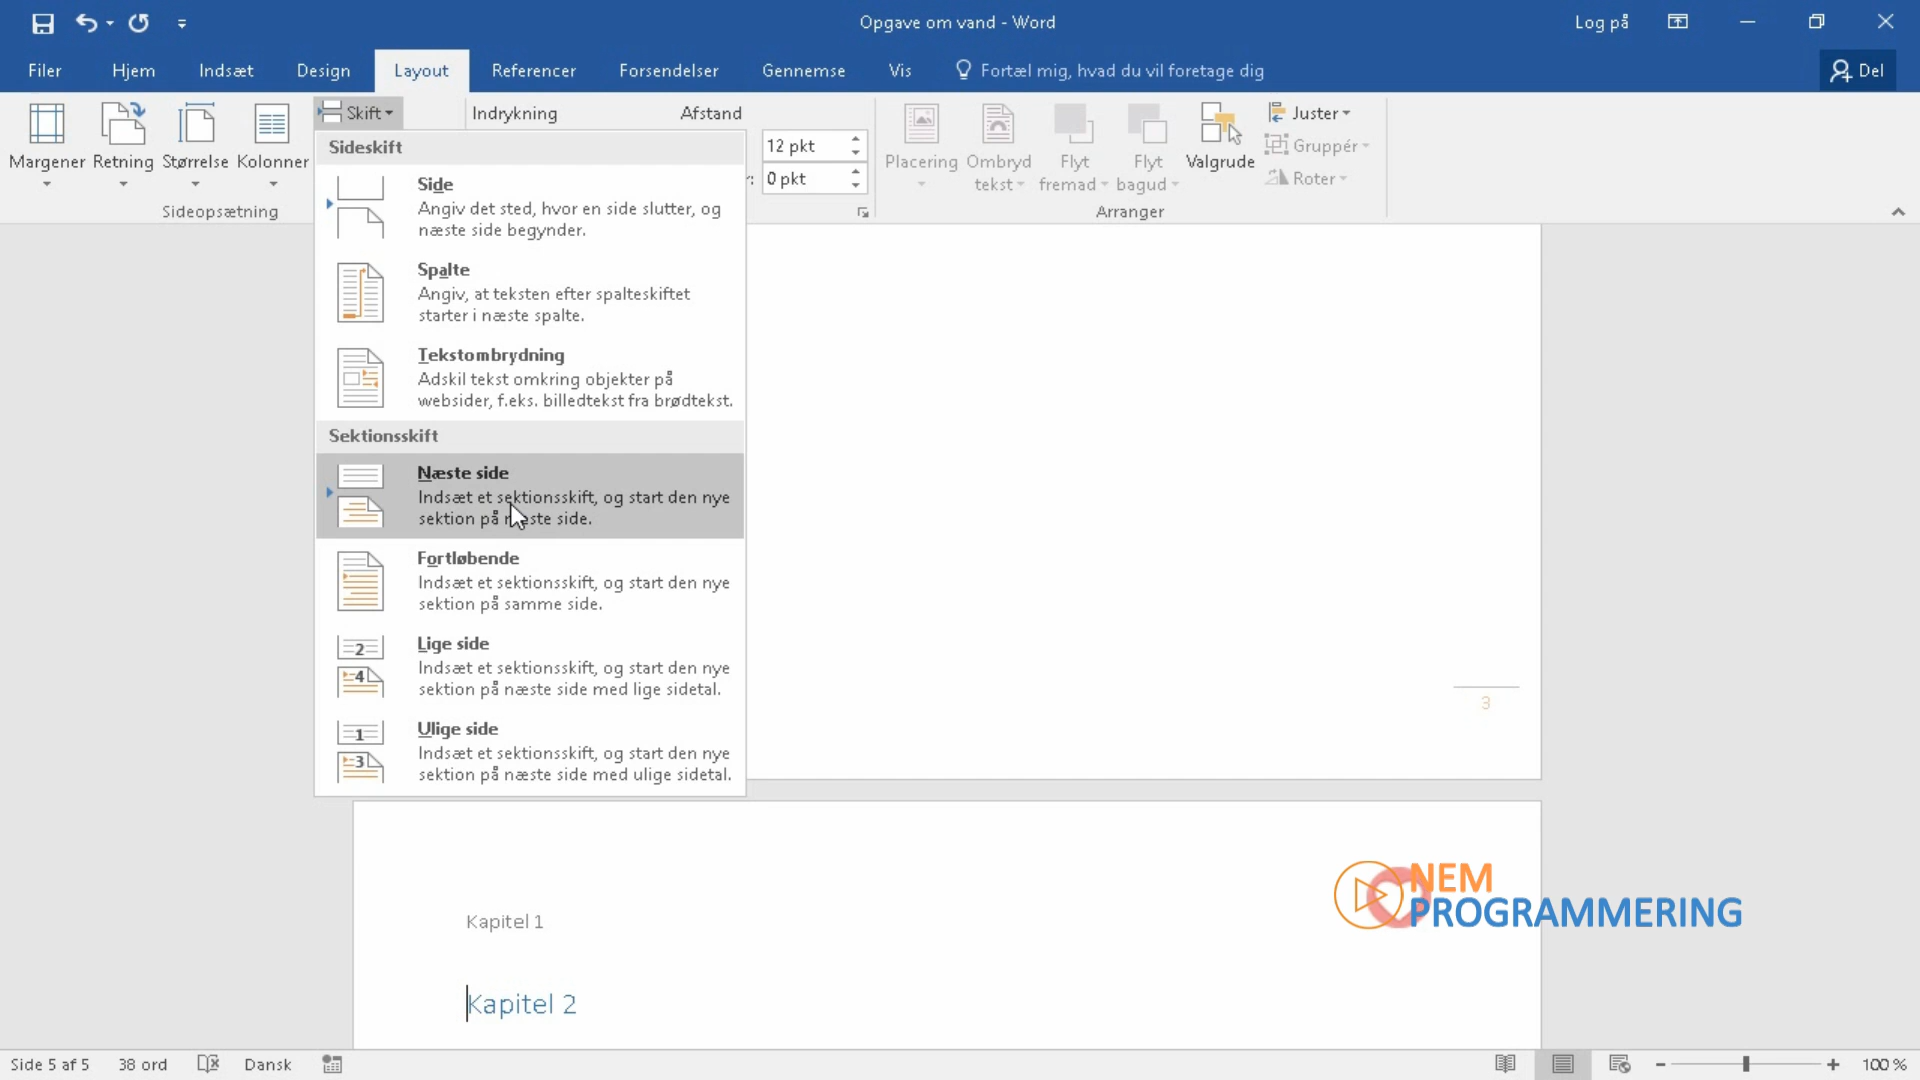 Opgave om vand - Word
Log på
Filer
Hjem
Indsæt
Design
Layout
Referencer
Forsendelser
Gennemse
Vis
Fortæl mig, hvad du vil foretage dig
Del
Margener
Retning
Størrelse
Kolonner
Skift
Indrykning
Afstand
12 pkt
0 pkt
Placering
Ombryd
tekst
Flyt
fremad
Flyt
bagud
Valgrude
Juster
Gruppér
Roter
Sideopsætning
Arranger
Sideskift
Side
Angiv det sted, hvor en side slutter, og
næste side begynder.
Spalte
Angiv, at teksten efter spalteskiftet
starter i næste spalte.
Tekstombrydning
Adskil tekst omkring objekter på
websider, f.eks. billedtekst fra brødtekst.
Sektionsskift
Næste side
Indsæt et sektionsskift, og start den nye
sektion på næste side.
Fortløbende
Indsæt et sektionsskift, og start den nye
sektion på samme side.
Lige side
Indsæt et sektionsskift, og start den nye
sektion på næste side med lige sidetal.
Ulige side
Indsæt et sektionsskift, og start den nye
sektion på næste side med ulige sidetal.
2
4
1
3
3
Kapitel 1
NEM
PROGRAMMERING
Kapitel 2
Side 5 af 5
38 ord
Dansk
100 %